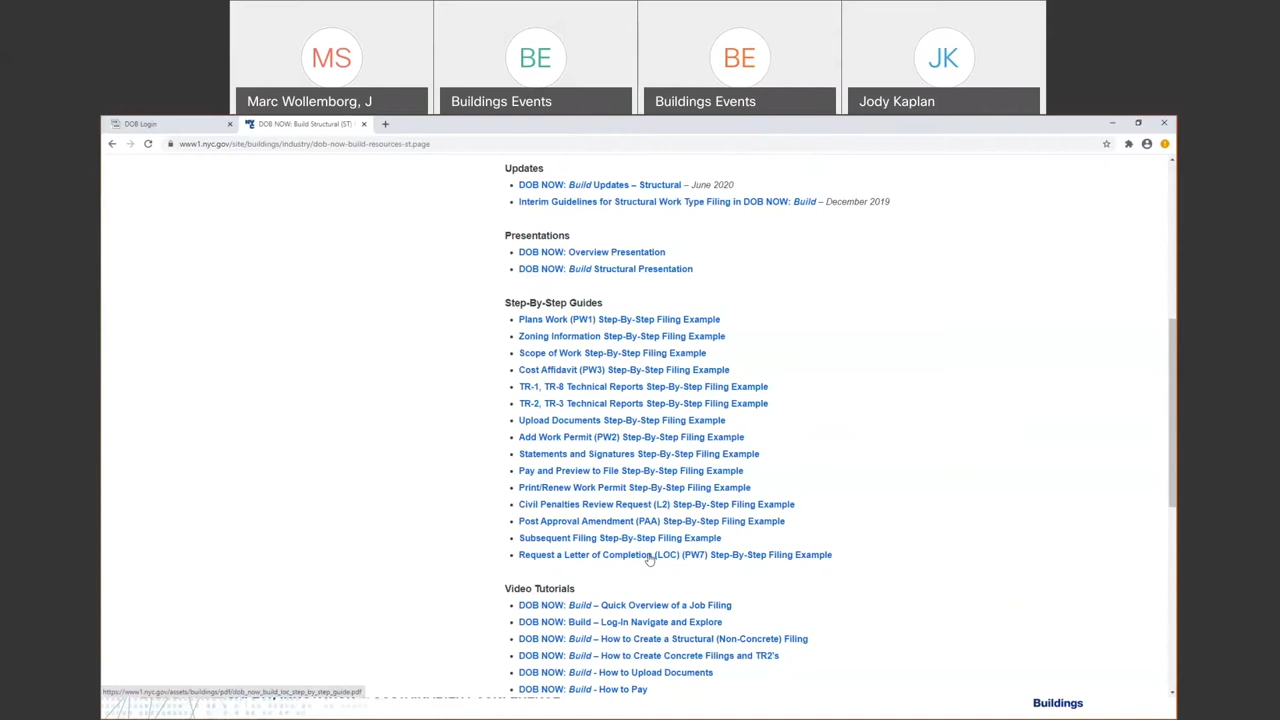 MS
BE
BE
JK
Marc Wollemborg, J
Buildings Events
Buildings Events
Jody Kaplan
DOB Login
DOB NOW: Build Structural (ST)
www1.nyc.gov/site/buildings/industry/dob-now-build-resources-st.page
Updates
DOB NOW: Build Updates – Structural – June 2020
Interim Guidelines for Structural Work Type Filing in DOB NOW: Build – December 2019
Presentations
DOB NOW: Overview Presentation
DOB NOW: Build Structural Presentation
Step-By-Step Guides
Plans Work (PW1) Step-By-Step Filing Example
Zoning Information Step-By-Step Filing Example
Scope of Work Step-By-Step Filing Example
Cost Affidavit (PW3) Step-By-Step Filing Example
TR-1, TR-8 Technical Reports Step-By-Step Filing Example
TR-2, TR-3 Technical Reports Step-By-Step Filing Example
Upload Documents Step-By-Step Filing Example
Add Work Permit (PW2) Step-By-Step Filing Example
Statements and Signatures Step-By-Step Filing Example
Pay and Preview to File Step-By-Step Filing Example
Print/Renew Work Permit Step-By-Step Filing Example
Civil Penalties Review Request (L2) Step-By-Step Filing Example
Post Approval Amendment (PAA) Step-By-Step Filing Example
Subsequent Filing Step-By-Step Filing Example
Request a Letter of Completion (LOC) (PW7) Step-By-Step Filing Example
Video Tutorials
DOB NOW: Build – Quick Overview of a Job Filing
DOB NOW: Build – Log-In Navigate and Explore
DOB NOW: Build – How to Create a Structural (Non-Concrete) Filing
DOB NOW: Build – How to Create Concrete Filings and TR2's
DOB NOW: Build - How to Upload Documents
DOB NOW: Build - How to Pay
https://www1.nyc.gov/assets/buildings/pdf/dob_now_build_loc_step_by_step_guide.pdf
Buildings